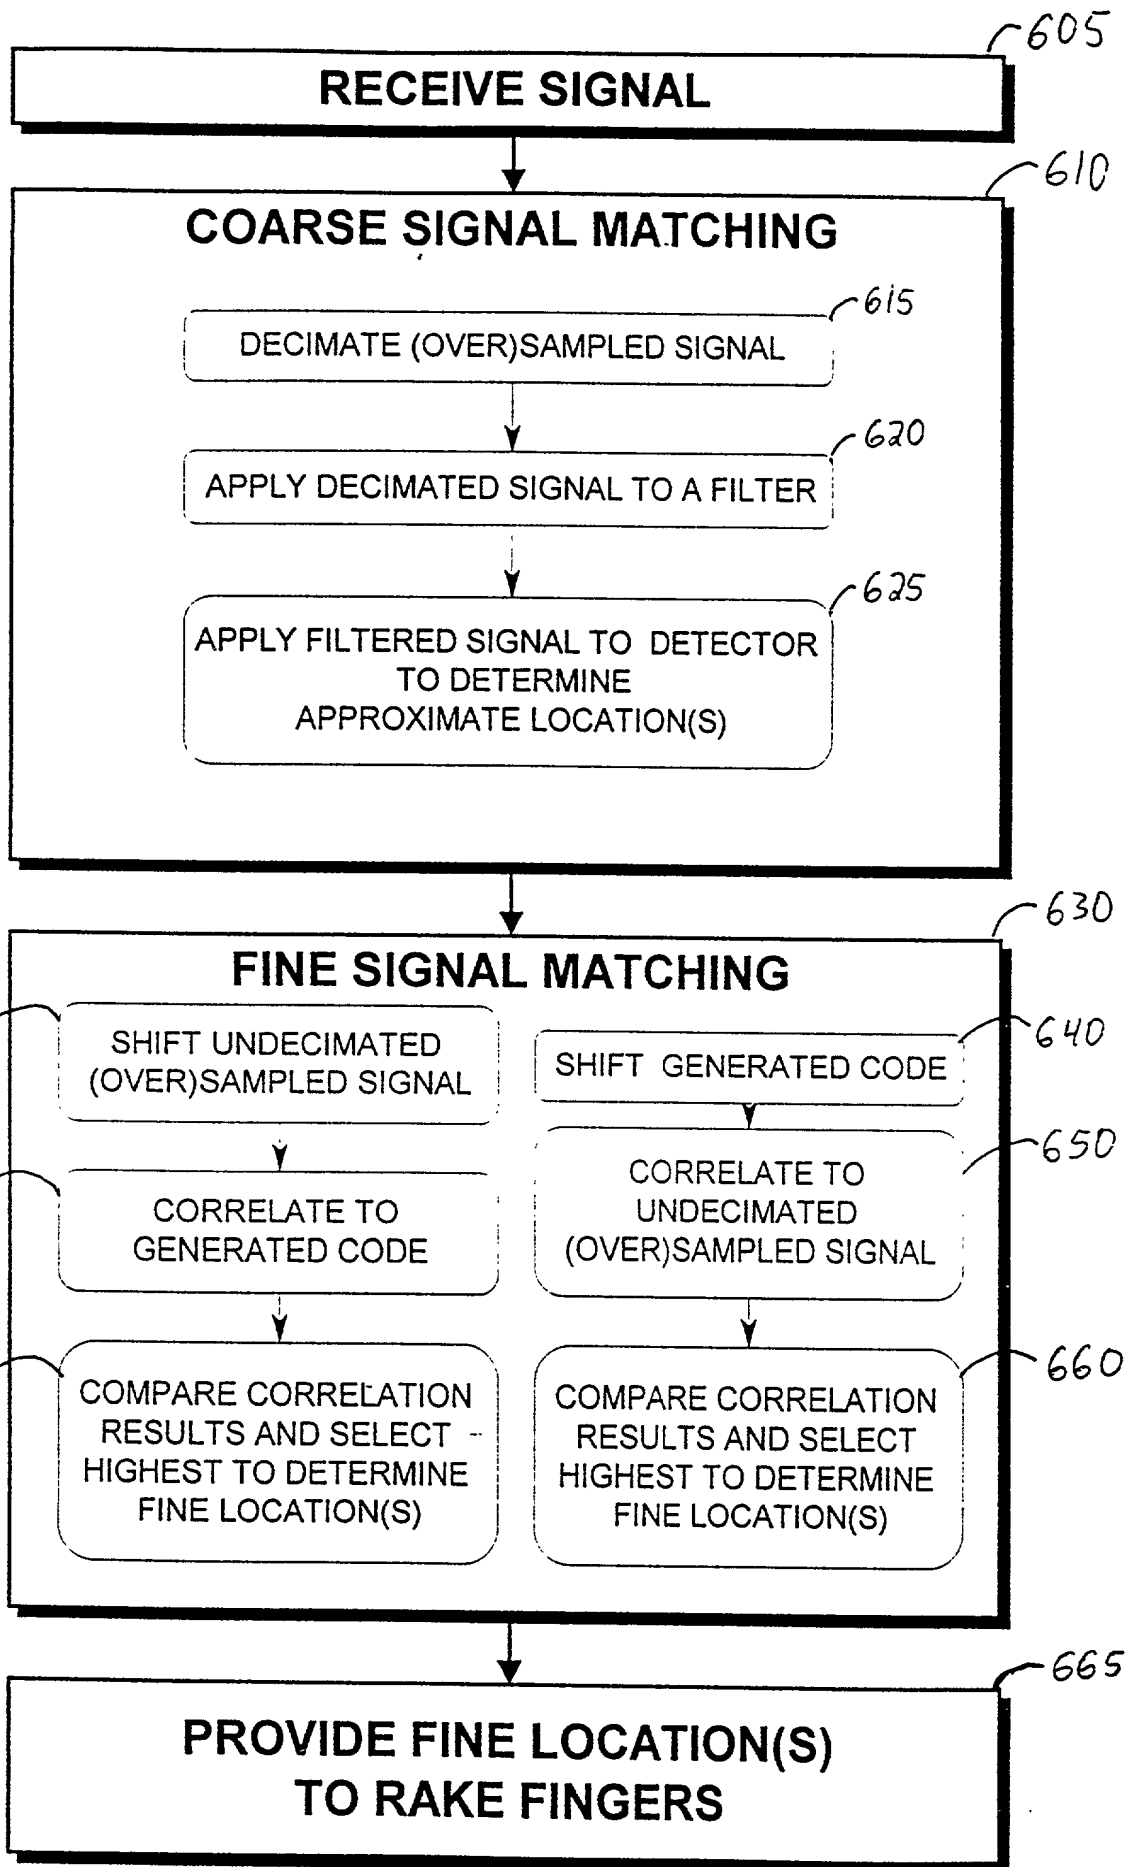 605
RECEIVE SIGNAL
610
COARSE SIGNAL MATCHING
615
DECIMATE (OVER)SAMPLED SIGNAL
620
APPLY DECIMATED SIGNAL TO A FILTER
625
APPLY FILTERED SIGNAL TO DETECTOR
TO DETERMINE
APPROXIMATE LOCATION(S)
630
FINE SIGNAL MATCHING
SHIFT UNDECIMATED
(OVER)SAMPLED SIGNAL
CORRELATE TO
GENERATED CODE
COMPARE CORRELATION
RESULTS AND SELECT
HIGHEST TO DETERMINE
FINE LOCATION(S)
640
SHIFT GENERATED CODE
650
CORRELATE TO
UNDECIMATED
(OVER)SAMPLED SIGNAL
660
COMPARE CORRELATION
RESULTS AND SELECT
HIGHEST TO DETERMINE
FINE LOCATION(S)
665
PROVIDE FINE LOCATION(S)
TO RAKE FINGERS